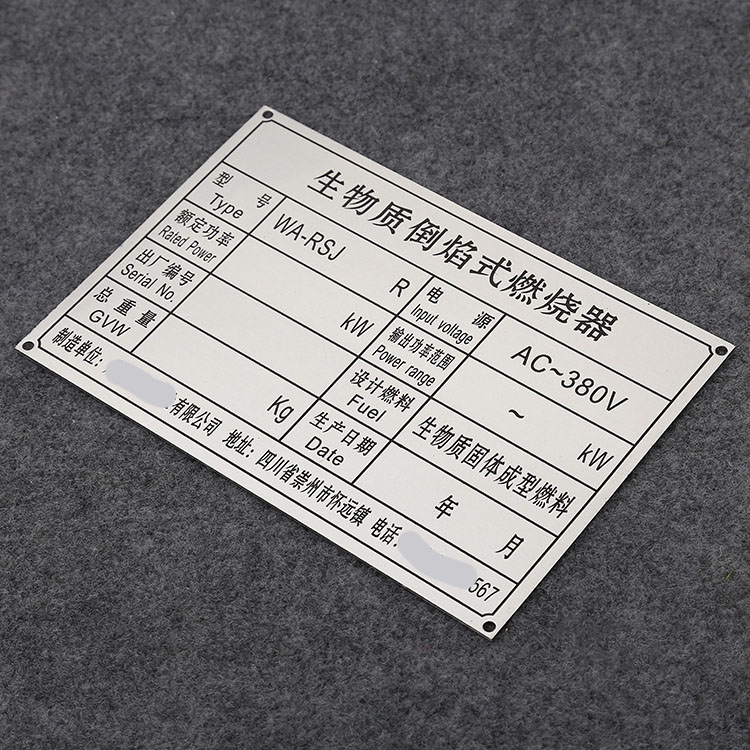 生物质倒焰式燃烧器
型号 Type WA-RSJ R 电源 Input voltage AC~380V
额定功率 Rated Power kW 输出功率范围 Power range ~ kW
出厂编号 Serial No. 设计燃料 Fuel 生物质固体成型燃料
总重量 GVW Kg 生产日期 Date 年 月
制造单位: 有限公司 地址: 四川省崇州市怀远镇 电话: 567